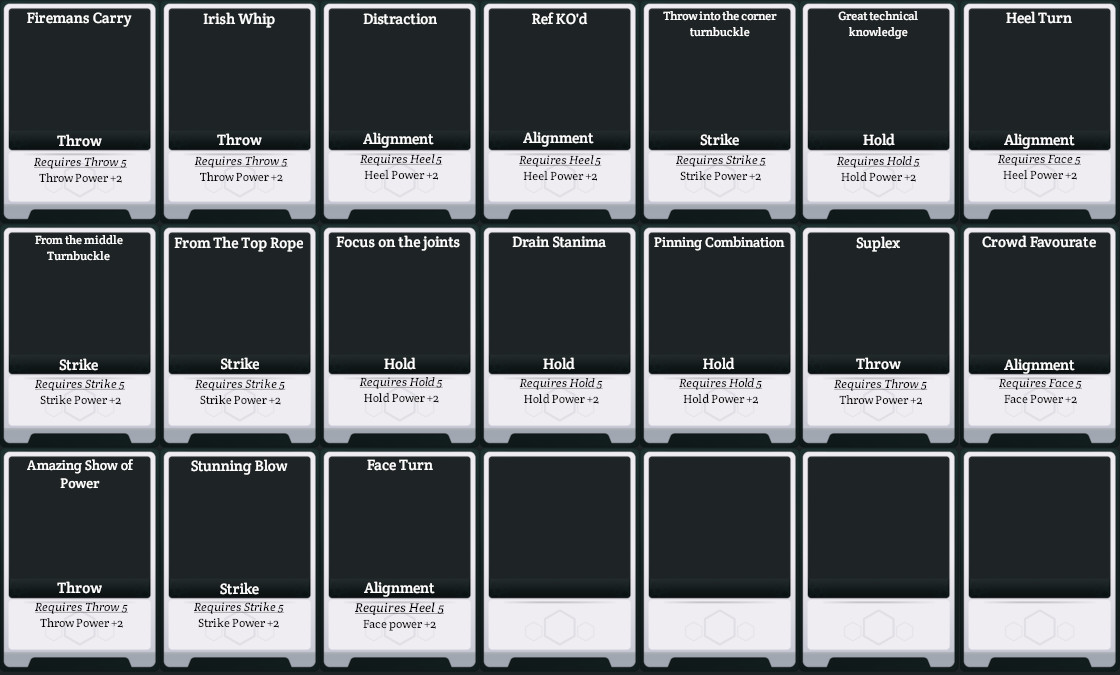 Firemans Carry
Throw
Requires Throw 5
Throw Power +2
Irish Whip
Throw
Requires Throw 5
Throw Power +2
Distraction
Alignment
Requires Heel 5
Heel Power +2
Ref KO'd
Alignment
Requires Heel 5
Heel Power +2
Throw into the corner
turnbuckle
Strike
Requires Strike 5
Strike Power +2
Great technical
knowledge
Hold
Requires Hold 5
Hold Power +2
Heel Turn
Alignment
Requires Face 5
Heel Power +2
From the middle
Turnbuckle
Strike
Requires Strike 5
Strike Power +2
From The Top Rope
Strike
Requires Strike 5
Strike Power +2
Focus on the joints
Hold
Requires Hold 5
Hold Power +2
Drain Stanima
Hold
Requires Hold 5
Hold Power +2
Pinning Combination
Hold
Requires Hold 5
Hold Power +2
Suplex
Throw
Requires Throw 5
Throw Power +2
Crowd Favourate
Alignment
Requires Face 5
Face Power +2
Amazing Show of
Power
Throw
Requires Throw 5
Throw Power +2
Stunning Blow
Strike
Requires Strike 5
Strike Power +2
Face Turn
Alignment
Requires Heel 5
Face power +2